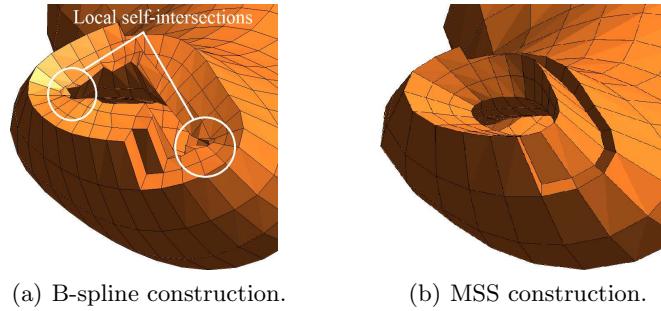 Local self-intersections
(a) B-spline construction.
(b) MSS construction.